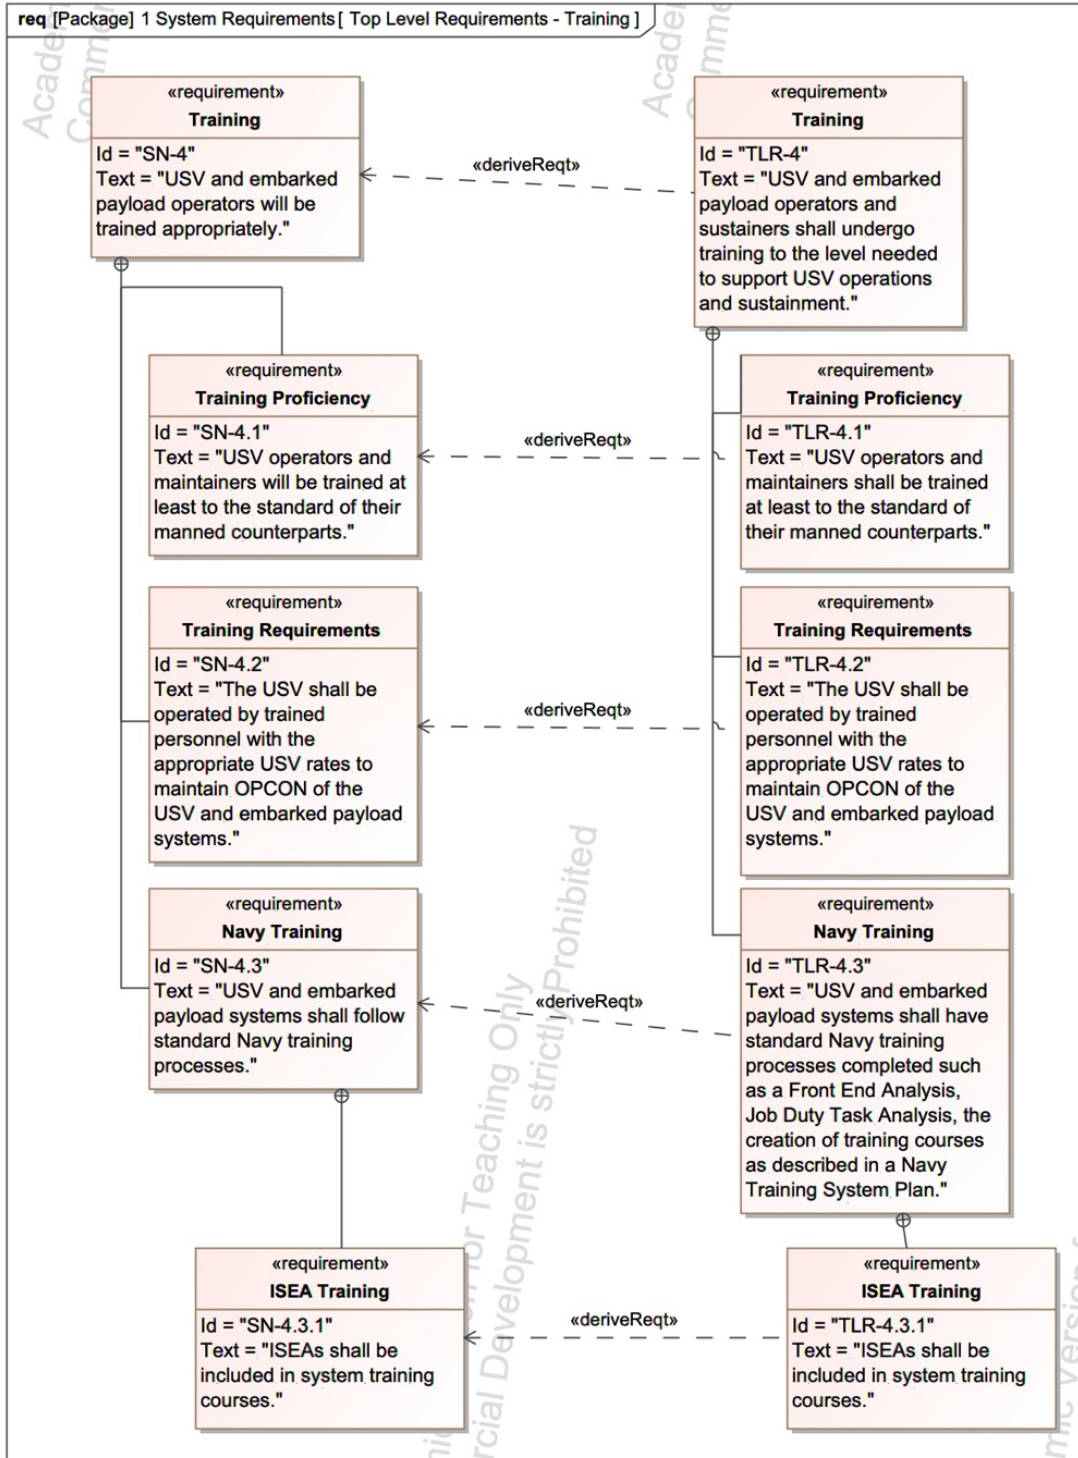 req [Package] 1 System Requirements [ Top Level Requirements - Training ]
«requirement»
Training
Id = "SN-4"
Text = "USV and embarked
payload operators will be
trained appropriately."
«deriveReqt»
«requirement»
Training
Id = "TLR-4"
Text = "USV and embarked
payload operators and
sustainers shall undergo
training to the level needed
to support USV operations
and sustainment."
«requirement»
Training Proficiency
Id = "SN-4.1"
Text = "USV operators and
maintainers will be trained at
least to the standard of their
manned counterparts."
«deriveReqt»
«requirement»
Training Proficiency
Id = "TLR-4.1"
Text = "USV operators and
maintainers shall be trained
at least to the standard of
their manned counterparts."
«requirement»
Training Requirements
Id = "SN-4.2"
Text = "The USV shall be
operated by trained
personnel with the
appropriate USV rates to
maintain OPCON of the
USV and embarked payload
systems."
«deriveReqt»
«requirement»
Training Requirements
Id = "TLR-4.2"
Text = "The USV shall be
operated by trained
personnel with the
appropriate USV rates to
maintain OPCON of the
USV and embarked payload
systems."
«requirement»
Navy Training
Id = "SN-4.3"
Text = "USV and embarked
payload systems shall follow
standard Navy training
processes."
«deriveReqt»
«requirement»
Navy Training
Id = "TLR-4.3"
Text = "USV and embarked
payload systems shall have
standard Navy training
processes completed such
as a Front End Analysis,
Job Duty Task Analysis, the
creation of training courses
as described in a Navy
Training System Plan."
«requirement»
ISEA Training
Id = "SN-4.3.1"
Text = "ISEAs shall be
included in system training
courses."
«deriveReqt»
«requirement»
ISEA Training
Id = "TLR-4.3.1"
Text = "ISEAs shall be
included in system training
courses."
for Teaching Only
Development is strictly Prohibited